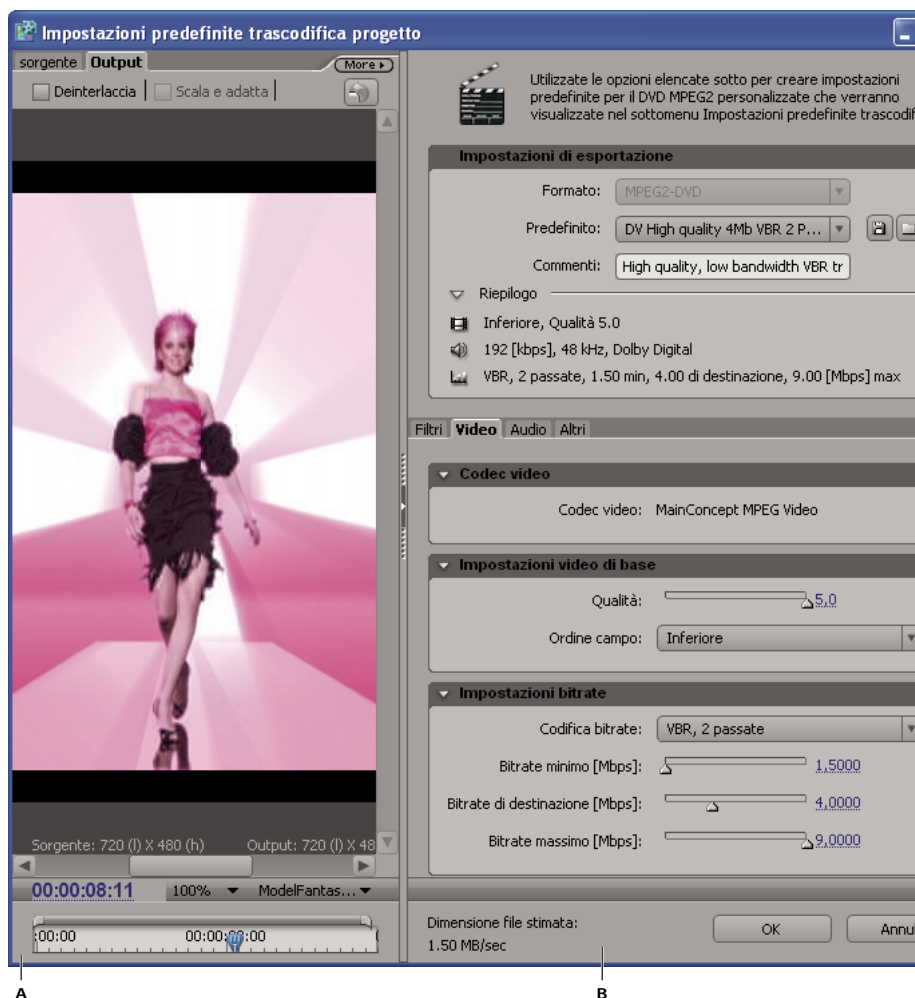 Impostazioni predefinite trascodifica progetto
sorgente Output More
Deinterlaccia Scala e adatta
Utilizzate le opzioni elencate sotto per creare impostazioni
predefinite per il DVD MPEG2 personalizzate che verranno
visualizzate nel sottomenu Impostazioni predefinite trascodif
Impostazioni di esportazione
Formato: MPEG2-DVD
Predefinito: DV High quality 4Mb VBR 2 P...
Commenti: High quality, low bandwidth VBR tr
Riepilogo
Inferiore, Qualità 5.0
192 [kbps], 48 kHz, Dolby Digital
VBR, 2 passate, 1.50 min, 4.00 di destinazione, 9.00 [Mbps] max
Filtri Video Audio Altri
Codec video
Codec video: MainConcept MPEG Video
Impostazioni video di base
Qualità: 5,0
Ordine campo: Inferiore
Impostazioni bitrate
Codifica bitrate: VBR, 2 passate
Bitrate minimo [Mbps]: 1,5000
Bitrate di destinazione [Mbps]: 4,0000
Bitrate massimo [Mbps]: 9,0000
Sorgente: 720 (l) X 480 (h) Output: 720 (l) X 48
00:00:08:11 100% ModelFantas...
:00:00
Dimensione file stimata:
1.50 MB/sec
OK Annul
A B